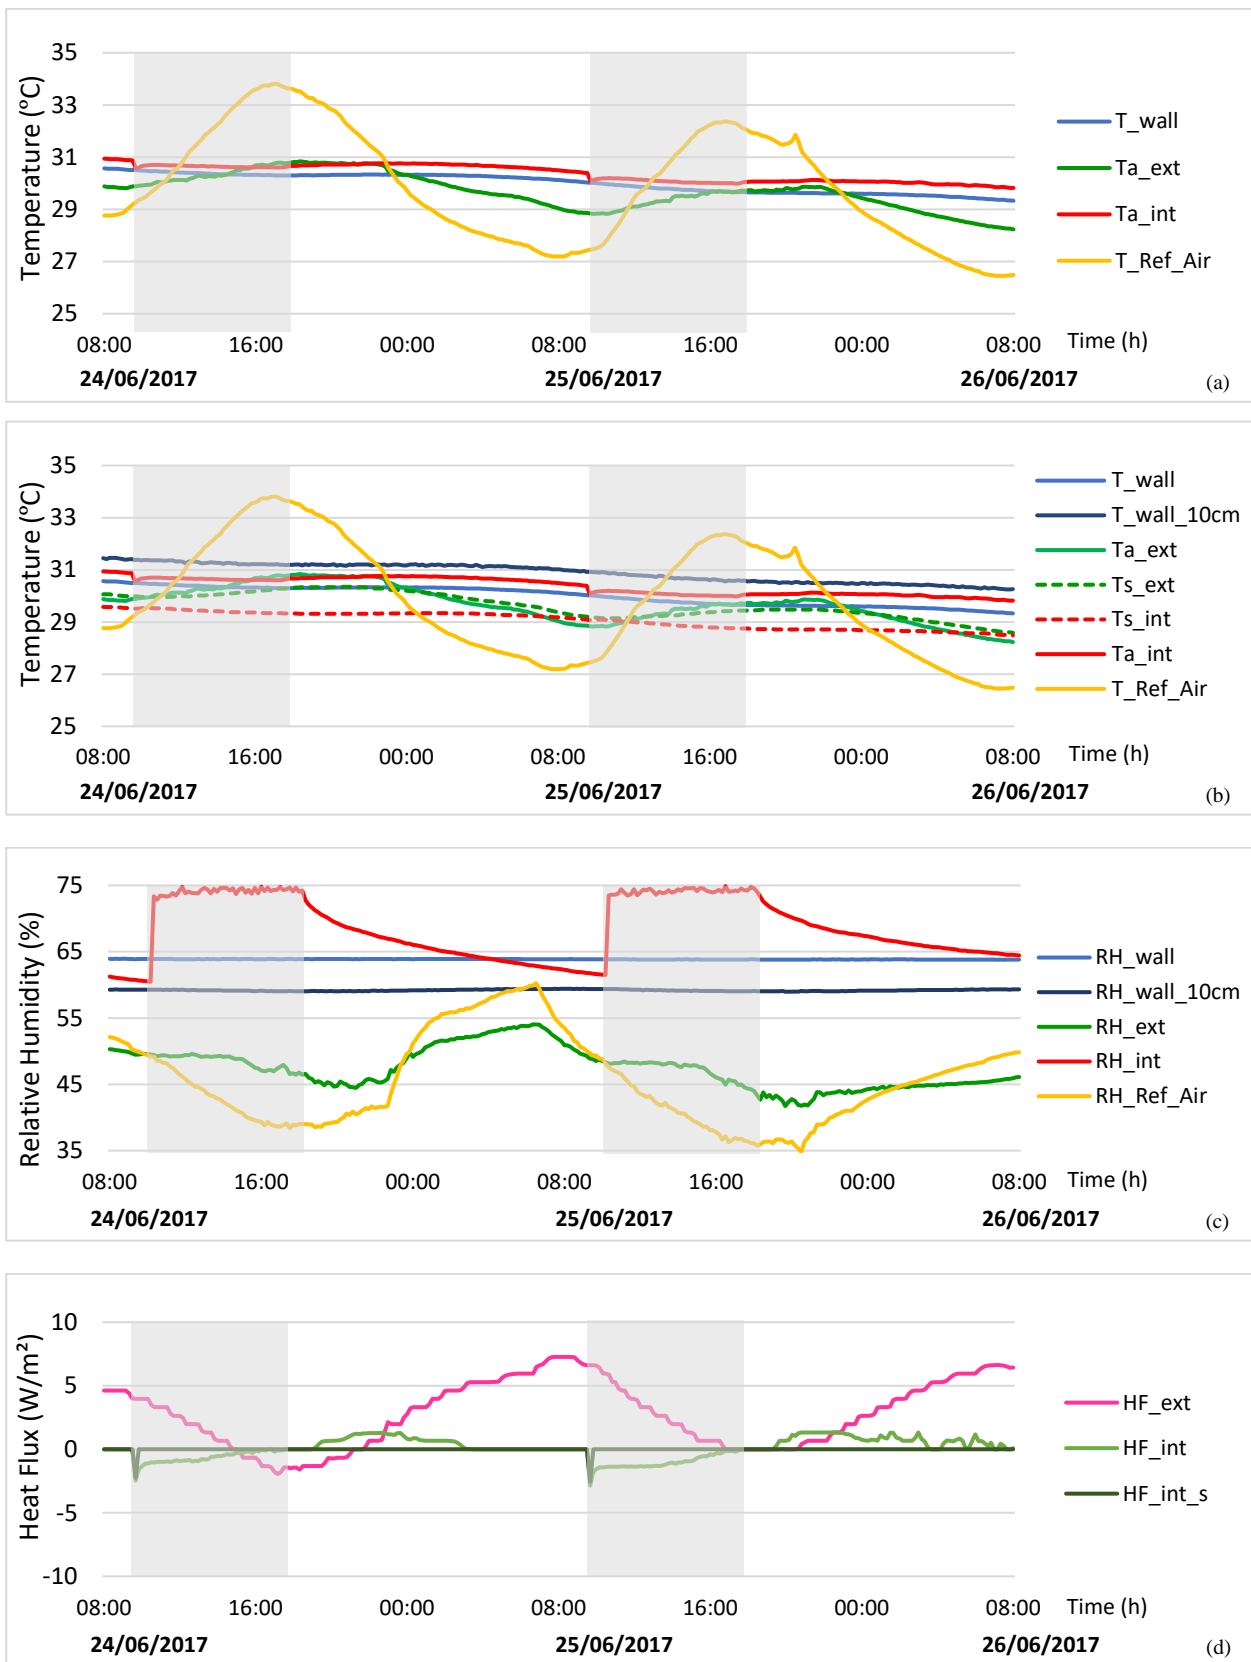 35
33
31
29
27
25
Temperature (°C)
T_wall
Ta_ext
Ta_int
T_Ref_Air
08:00 16:00 00:00 08:00 16:00 00:00 08:00 Time (h)
24/06/2017 25/06/2017 26/06/2017 (a)
35
33
31
29
27
25
Temperature (°C)
T_wall
T_wall_10cm
Ta_ext
Ts_ext
Ts_int
Ta_int
T_Ref_Air
08:00 16:00 00:00 08:00 16:00 00:00 08:00 Time (h)
24/06/2017 25/06/2017 26/06/2017 (b)
75
65
55
45
35
Relative Humidity (%)
RH_wall
RH_wall_10cm
RH_ext
RH_int
RH_Ref_Air
08:00 16:00 00:00 08:00 16:00 00:00 08:00 Time (h)
24/06/2017 25/06/2017 26/06/2017 (c)
10
5
0
-5
-10
Heat Flux (W/m²)
HF_ext
HF_int
HF_int_s
08:00 16:00 00:00 08:00 16:00 00:00 08:00 Time (h)
24/06/2017 25/06/2017 26/06/2017 (d)